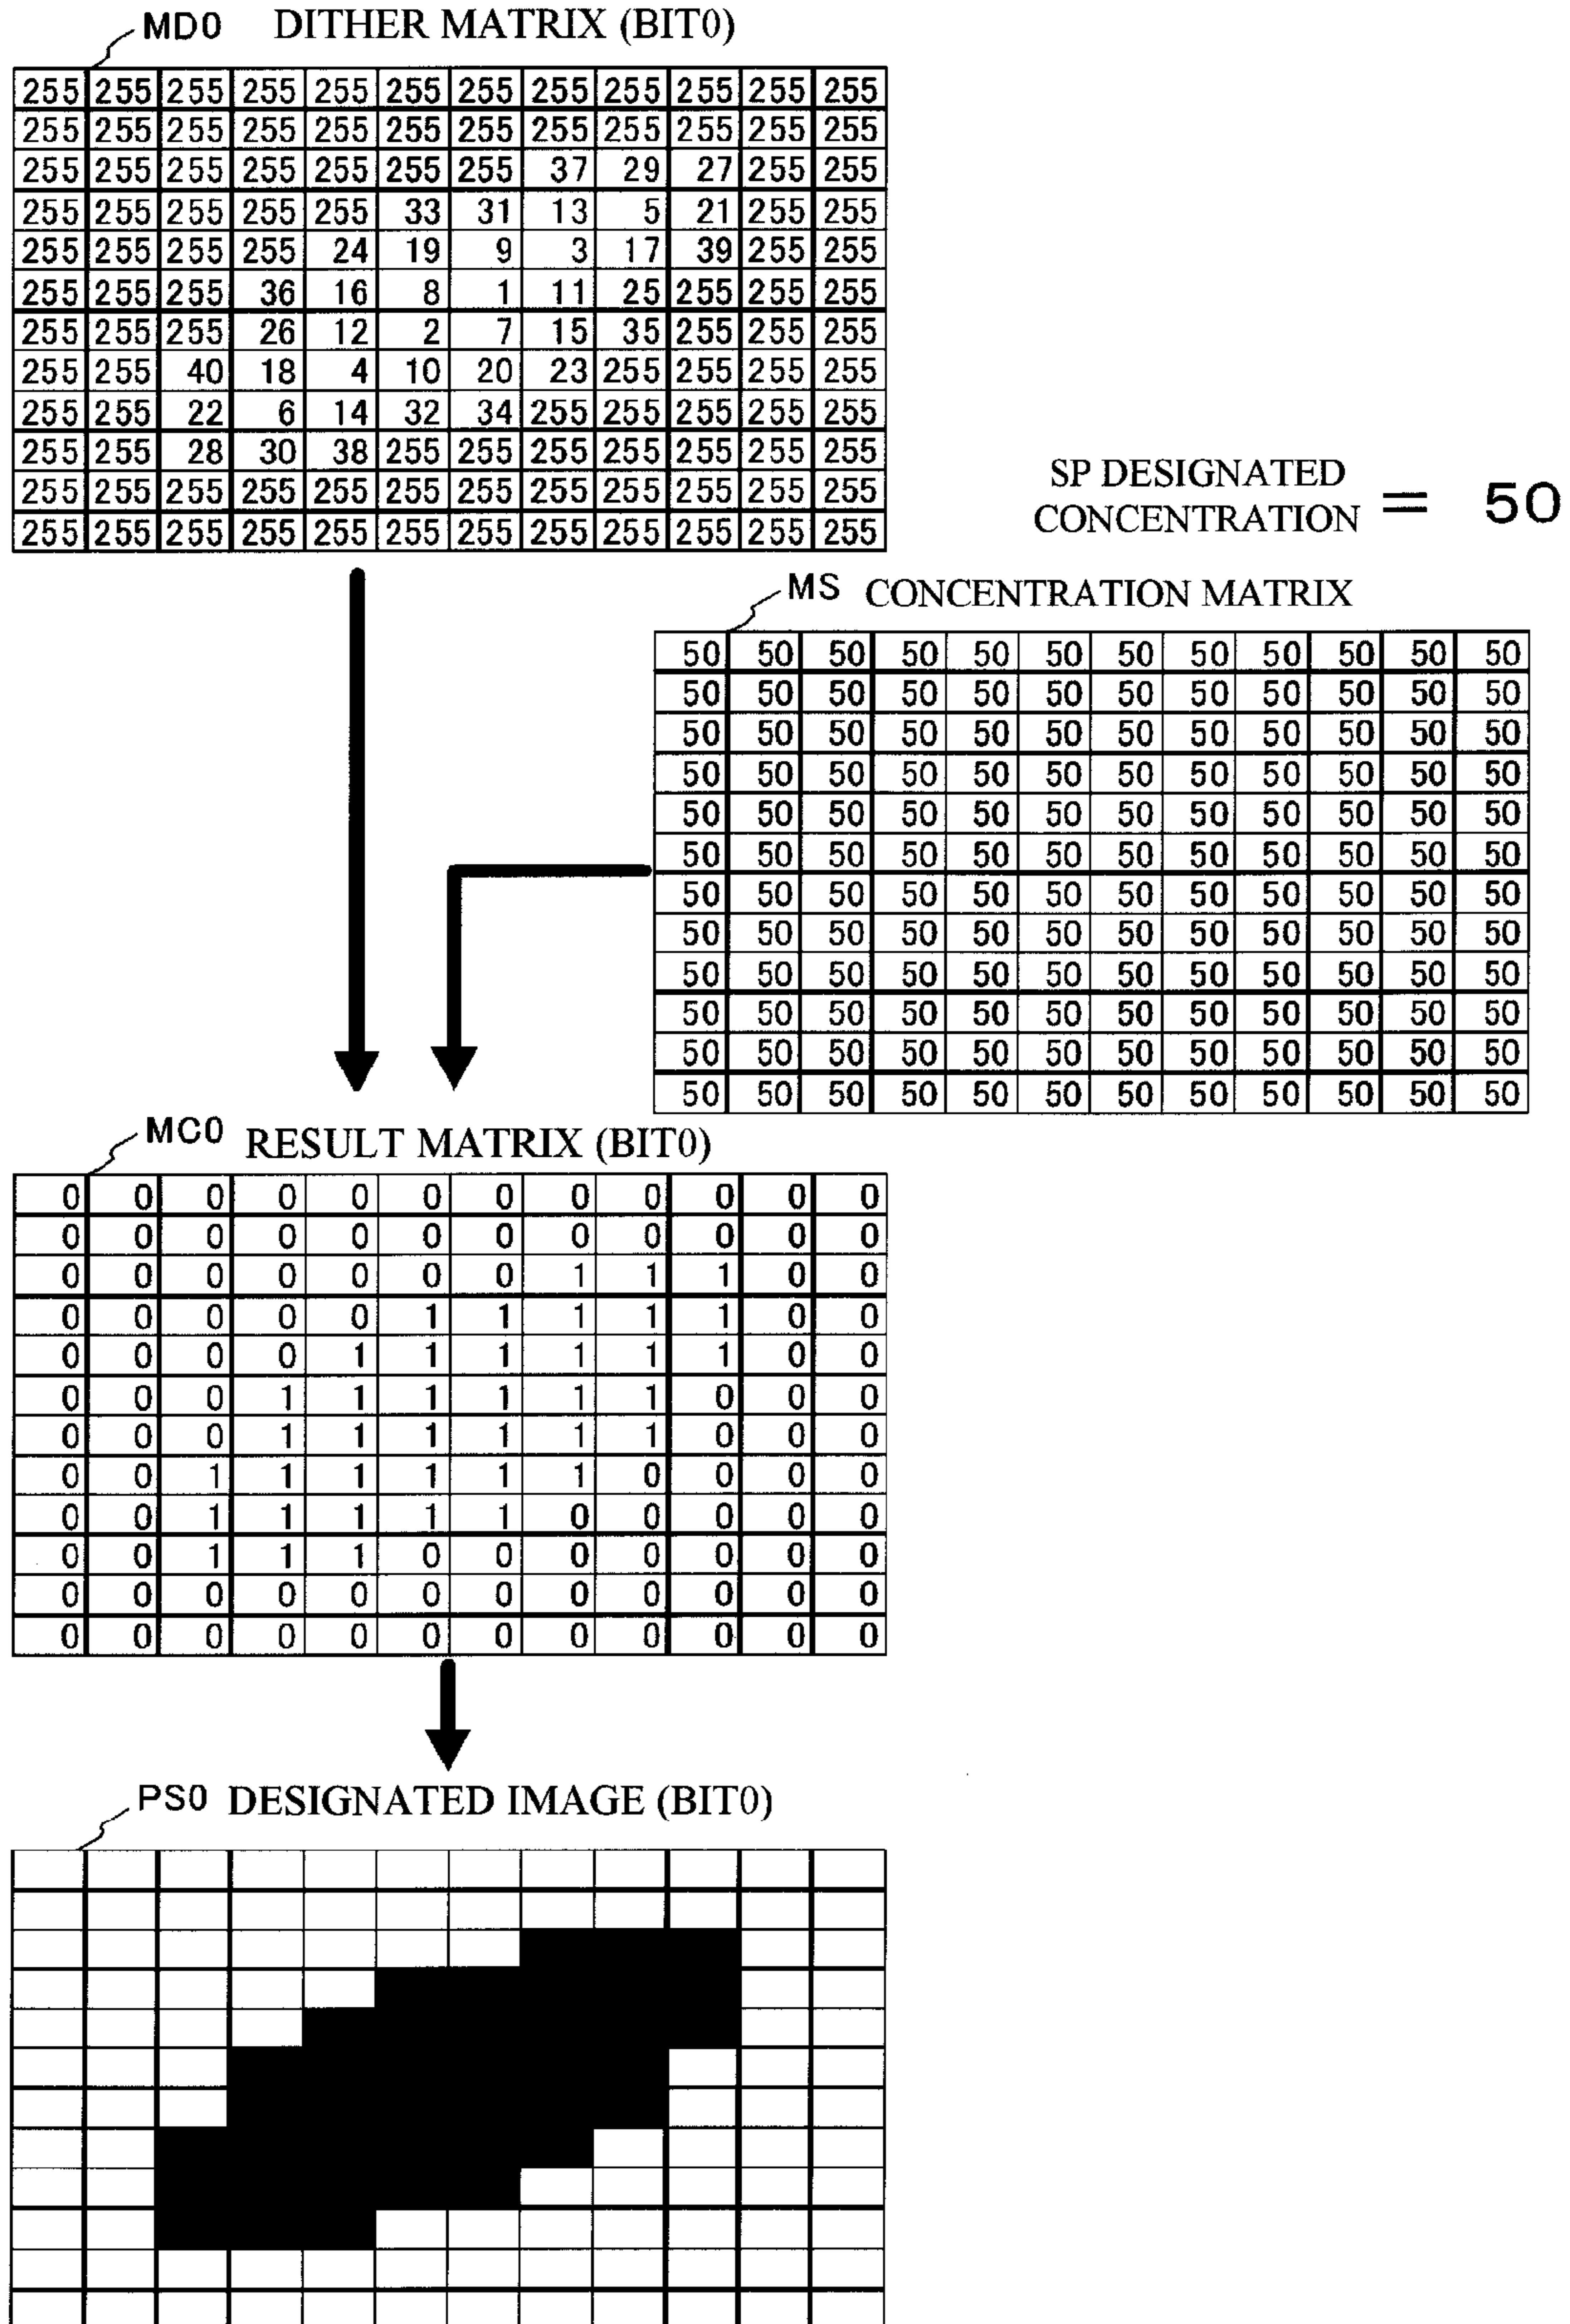 MD0 DITHER MATRIX (BIT0)
255 255 255 255 255 255 255 255 255 255 255 255
255 255 255 255 255 255 255 255 255 255 255 255
255 255 255 255 255 255 255 37 29 27 255 255
255 255 255 255 255 33 31 13 5 21 255 255
255 255 255 255 24 19 9 3 17 39 255 255
255 255 255 36 16 8 1 11 25 255 255 255
255 255 255 26 12 2 7 15 35 255 255 255
255 255 40 18 4 10 20 23 255 255 255 255
255 255 22 6 14 32 34 255 255 255 255 255
255 255 28 30 38 255 255 255 255 255 255 255
255 255 255 255 255 255 255 255 255 255 255 255
255 255 255 255 255 255 255 255 255 255 255 255
SP DESIGNATED
CONCENTRATION = 50
MS CONCENTRATION MATRIX
50 50 50 50 50 50 50 50 50 50 50 50
50 50 50 50 50 50 50 50 50 50 50 50
50 50 50 50 50 50 50 50 50 50 50 50
50 50 50 50 50 50 50 50 50 50 50 50
50 50 50 50 50 50 50 50 50 50 50 50
50 50 50 50 50 50 50 50 50 50 50 50
50 50 50 50 50 50 50 50 50 50 50 50
50 50 50 50 50 50 50 50 50 50 50 50
50 50 50 50 50 50 50 50 50 50 50 50
50 50 50 50 50 50 50 50 50 50 50 50
50 50 50 50 50 50 50 50 50 50 50 50
50 50 50 50 50 50 50 50 50 50 50 50
MC0 RESULT MATRIX (BIT0)
0 0 0 0 0 0 0 0 0 0 0 0
0 0 0 0 0 0 0 0 0 0 0 0
0 0 0 0 0 0 0 1 1 1 0 0
0 0 0 0 0 1 1 1 1 1 0 0
0 0 0 0 1 1 1 1 1 1 0 0
0 0 0 1 1 1 1 1 1 0 0 0
0 0 0 1 1 1 1 1 1 0 0 0
0 0 1 1 1 1 1 1 0 0 0 0
0 0 1 1 1 1 1 0 0 0 0 0
0 0 1 1 1 0 0 0 0 0 0 0
0 0 0 0 0 0 0 0 0 0 0 0
0 0 0 0 0 0 0 0 0 0 0 0
PS0 DESIGNATED IMAGE (BIT0)